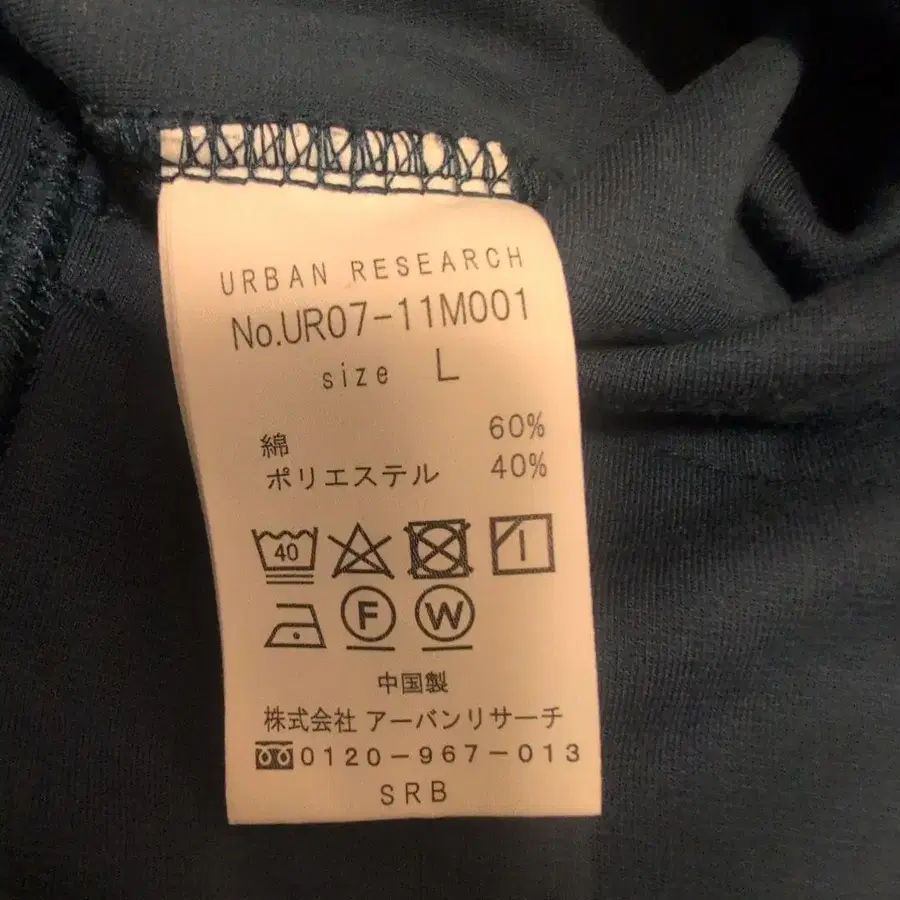 URBAN RESEARCH
No.UR07-11M001
size L
綿 60%
ポリエステル 40%
40
F W
中国製
株式会社 アーバンリサーチ
0120-967-013
SRB